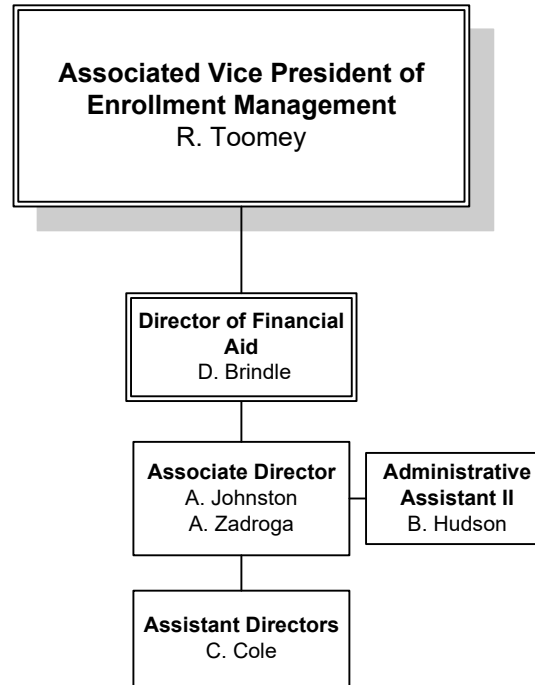 Associated Vice President of
Enrollment Management
R. Toomey
Director of Financial
Aid
D. Brindle
Associate Director
A. Johnston
A. Zadroga
Administrative
Assistant II
B. Hudson
Assistant Directors
C. Cole